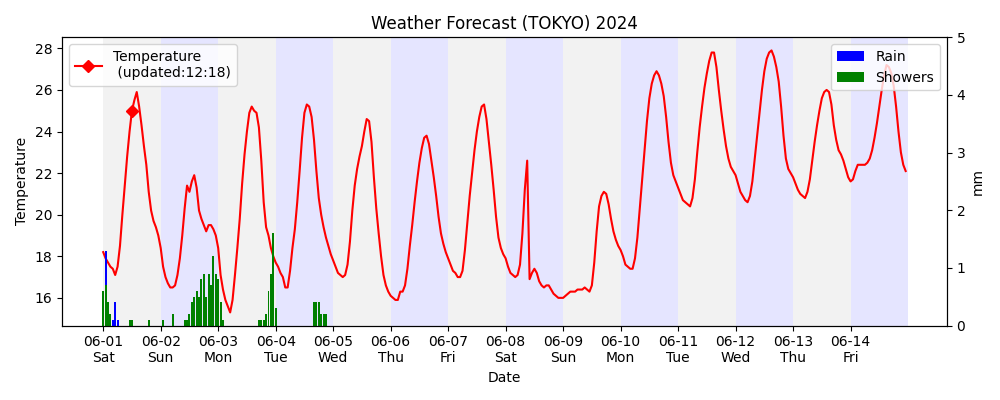 Weather Forecast (TOKYO) 2024
Temperature
(updated:12:18)
Rain
Showers
28
26
24
22
20
18
16
Temperature
5
4
3
2
1
0
mm
06-01 06-02 06-03 06-04 06-05 06-06 06-07 06-08 06-09 06-10 06-11 06-12 06-13 06-14
Sat Sun Mon Tue Wed Thu Fri Sat Sun Mon Tue Wed Thu Fri
Date